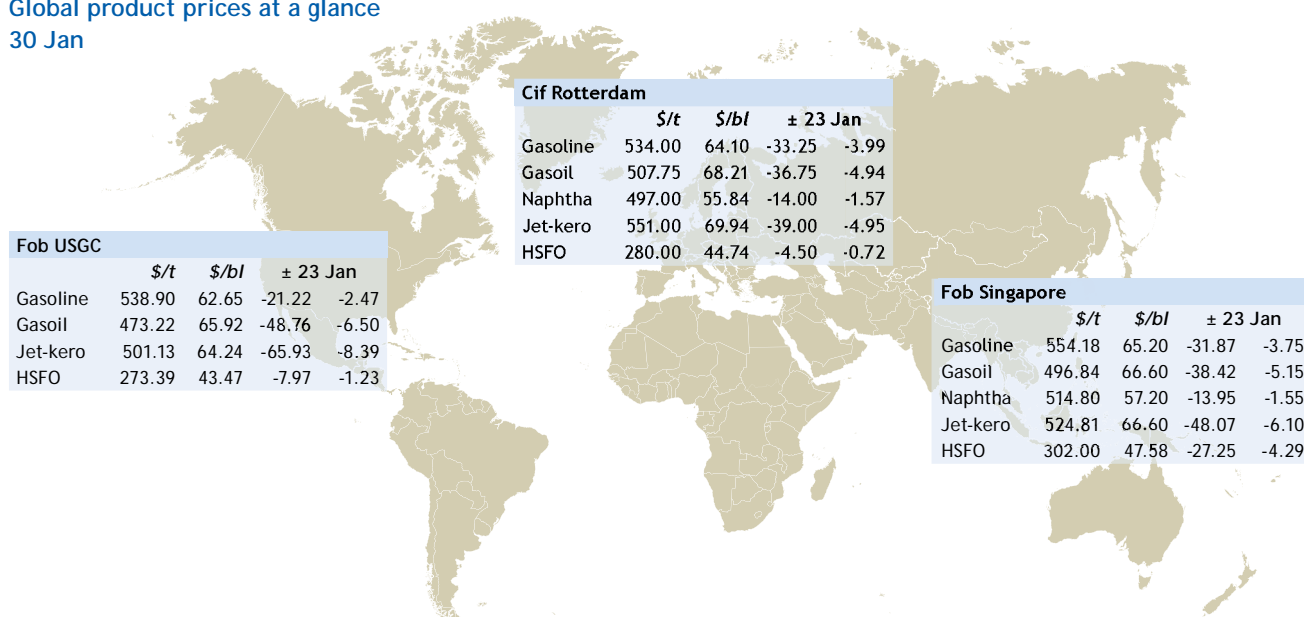 Global product prices at a glance
30 Jan
Cif Rotterdam
$/t $/bl ± 23 Jan
Gasoline 534.00 64.10 -33.25 -3.99
Gasoil 507.75 68.21 -36.75 -4.94
Naphtha 497.00 55.84 -14.00 -1.57
Jet-kero 551.00 69.94 -39.00 -4.95
HSFO 280.00 44.74 -4.50 -0.72
Fob USGC
$/t $/bl ± 23 Jan
Gasoline 538.90 62.65 -21.22 -2.47
Gasoil 473.22 65.92 -48.76 -6.50
Jet-kero 501.13 64.24 -65.93 -8.39
HSFO 273.39 43.47 -7.97 -1.23
Fob Singapore
$/t $/bl ± 23 Jan
Gasoline 554.18 65.20 -31.87 -3.75
Gasoil 496.84 66.60 -38.42 -5.15
Naphtha 514.80 57.20 -13.95 -1.55
Jet-kero 524.81 66.60 -48.07 -6.10
HSFO 302.00 47.58 -27.25 -4.29